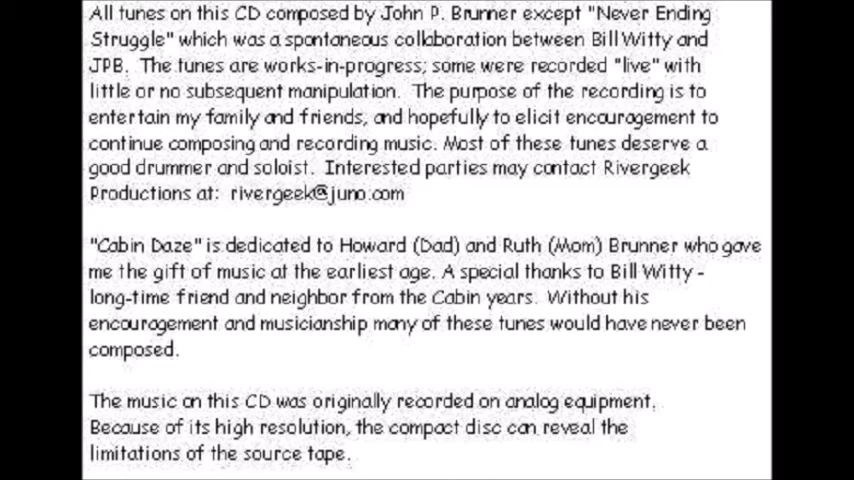 All tunes on this CD composed by John P. Brunner except "Never Ending
Struggle" which was a spontaneous collaboration between Bill Witty and
JPB.  The tunes are works-in-progress; some were recorded "live" with
little or no subsequent manipulation.  The purpose of the recording is to
entertain my family and friends, and hopefully to elicit encouragement to
continue composing and recording music. Most of these tunes deserve a
good drummer and soloist.  Interested parties may contact Rivergeek
Productions at:  rivergeek@juno.com
"Cabin Daze" is dedicated to Howard (Dad) and Ruth (Mom) Brunner who gave
me the gift of music at the earliest age. A special thanks to Bill Witty -
long-time friend and neighbor from the Cabin years.  Without his
encouragement and musicianship many of these tunes would have never been
composed.
The music on this CD was originally recorded on analog equipment.
Because of its high resolution, the compact disc can reveal the
limitations of the source tape.